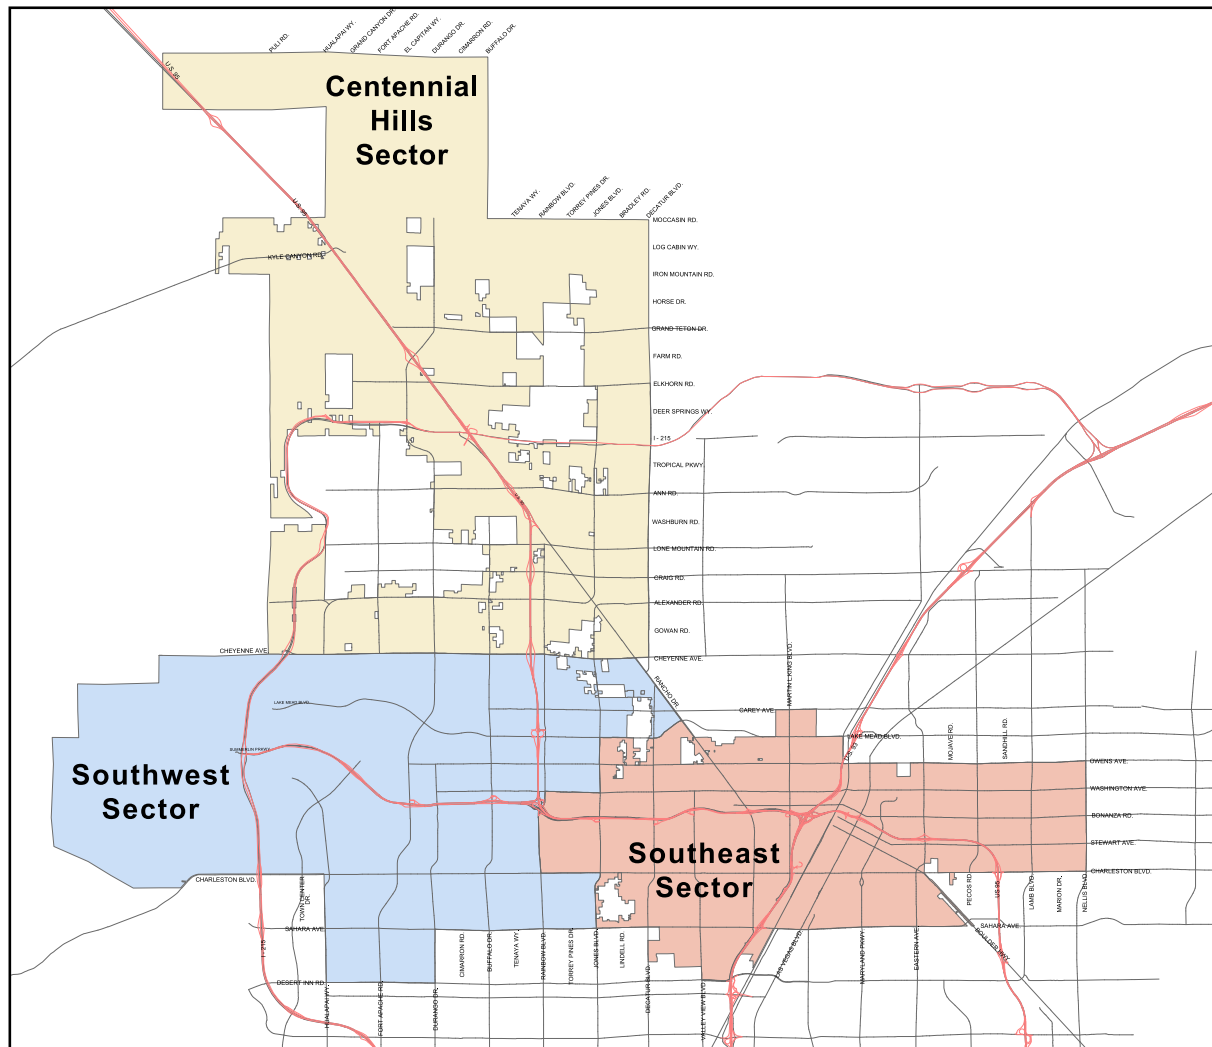 PULI RD.
HUALAPAI WY.
GRAND CANYON DR.
FORT APACHE RD.
EL CAPITAN WY.
DURANGO DR.
CIMARRON RD.
BUFFALO DR.
U.S. 95
Centennial
Hills
Sector
TENAYA WY.
RAINBOW BLVD.
TORREY PINES DR.
JONES BLVD.
BRADLEY RD.
DECATUR BLVD.
U.S. 95
MOCCASIN RD.
LOG CABIN WY.
KYLE CANYON RD.
IRON MOUNTAIN RD.
HORSE DR.
GRAND TETON DR.
FARM RD.
ELKHORN RD.
DEER SPRINGS WY.
I - 215
TROPICAL PKWY.
ANN RD.
U.S. 95
WASHBURN RD.
LONE MOUNTAIN RD.
CRAIG RD.
ALEXANDER RD.
GOWAN RD.
CHEYENNE AVE.
CHEYENNE AVE.
RANCHO DR.
MARTIN L.KING BLVD.
LAKE MEAD BLVD.
CAREY AVE.
LAKE MEAD BLVD.
U.S. 93
MOJAVE RD.
SANDHILL RD.
SUMMERLIN PKWY.
OWENS AVE.
Southwest
Sector
WASHINGTON AVE.
BONANZA RD.
STEWART AVE.
Southeast
Sector
CHARLESTON BLVD.
CHARLESTON BLVD.
TOWN CENTER
DR.
PECOS RD.
US 95
LAMB BLVD.
MARION DR.
NELLIS BLVD.
SAHARA AVE.
SAHARA AVE.
I - 215
CIMARRON RD.
BUFFALO DR.
TENAYA WY.
RAINBOW BLVD.
TORREY PINES DR.
JONES BLVD.
LINDELL RD.
DECATUR BLVD.
VALLEY VIEW BLVD.
LAS VEGAS BLVD.
MARYLAND PKWY.
EASTERN AVE.
BOULDER HWY.
DESERT INN RD.
HUALAPAI WY.
FORT APACHE RD.
DURANGO DR.